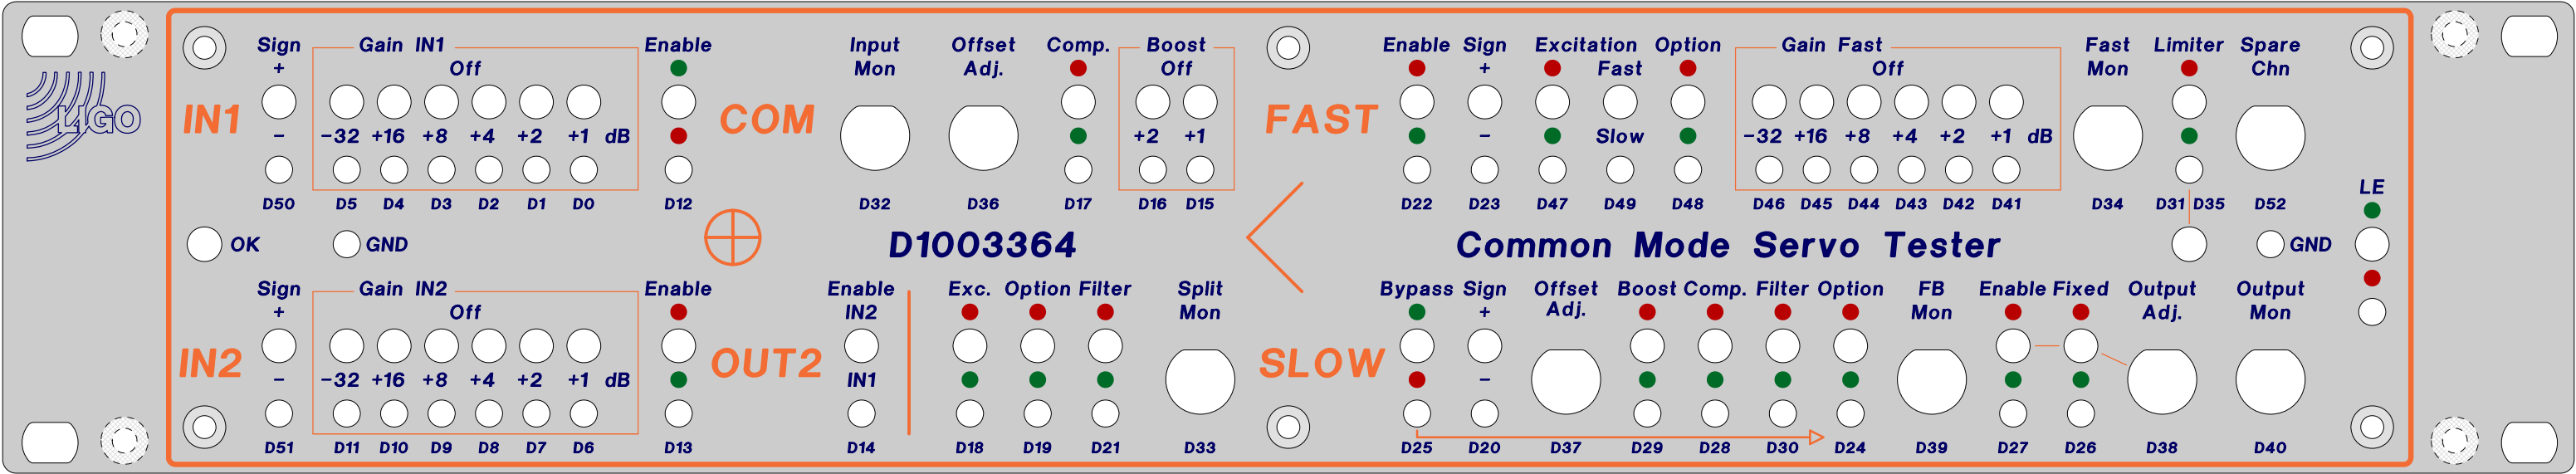 Sign Gain IN1 Enable Input Offset Comp. Boost Enable Sign Excitation Option Gain Fast Fast Limiter Spare
+ Off Mon Adj. Off + Fast Off Mon Chn
LIGO IN1 COM FAST
- -32 +16 +8 +4 +2 +1 dB +2 +1 - Slow -32 +16 +8 +4 +2 +1 dB
LE
D50 D5 D4 D3 D2 D1 D0 D12 D32 D36 D17 D16 D15 D22 D23 D47 D49 D48 D46 D45 D44 D43 D42 D41 D34 D31 D35 D52
OK GND D1003364 Common Mode Servo Tester GND
Sign Gain IN2 Enable Enable Exc. Option Filter Split Bypass Sign Offset Boost Comp. Filter Option FB Enable Fixed Output Output
+ Off IN2 Mon + Adj. Mon Adj. Mon
IN2 OUT2 SLOW
- -32 +16 +8 +4 +2 +1 dB IN1 -
D51 D11 D10 D9 D8 D7 D6 D13 D14 D18 D19 D21 D33 D25 D20 D37 D29 D28 D30 D24 D39 D27 D26 D38 D40